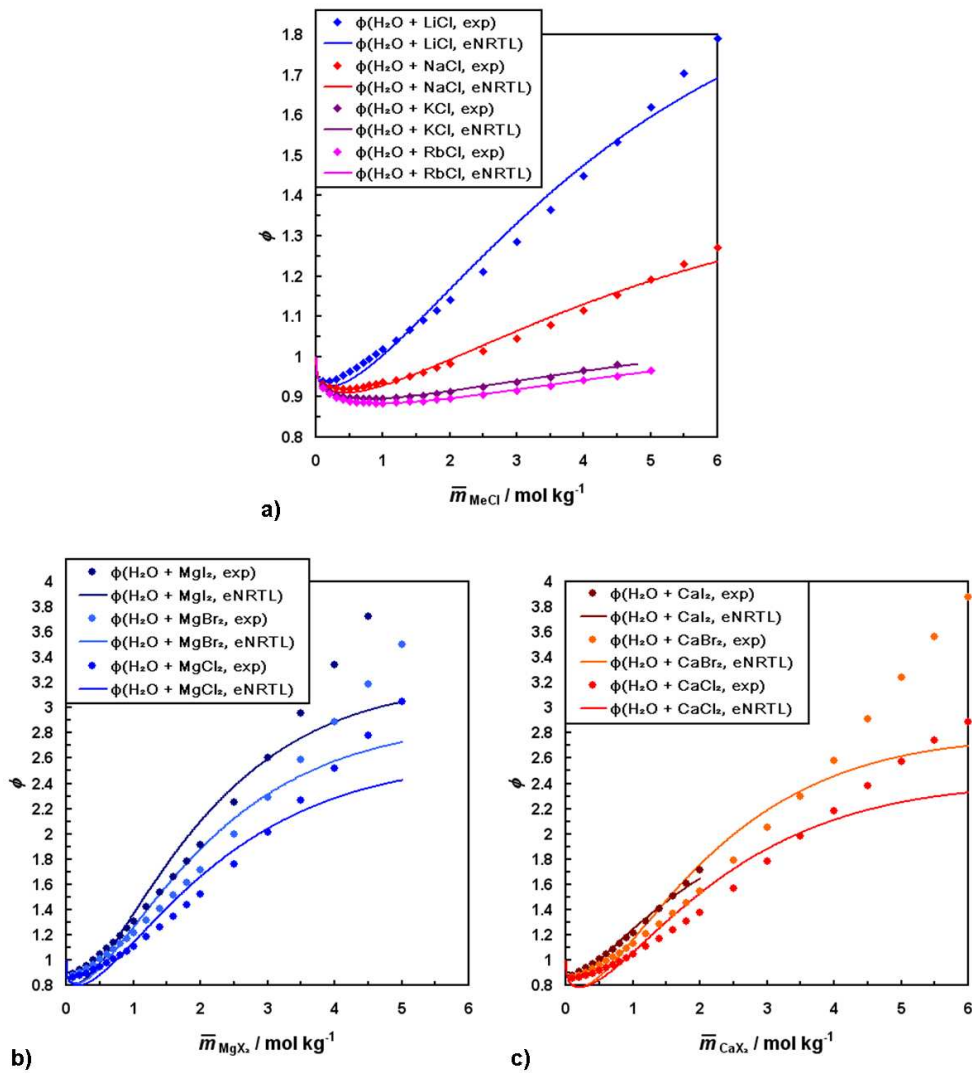 ϕ(H₂O + LiCl, exp)
ϕ(H₂O + LiCl, eNRTL)
ϕ(H₂O + NaCl, exp)
ϕ(H₂O + NaCl, eNRTL)
ϕ(H₂O + KCl, exp)
ϕ(H₂O + KCl, eNRTL)
ϕ(H₂O + RbCl, exp)
ϕ(H₂O + RbCl, eNRTL)
1.8
1.7
1.6
1.5
1.4
1.3
1.2
1.1
1
0.9
0.8
ϕ
0 1 2 3 4 5 6
m̅ MeCl / mol kg⁻¹
a)
ϕ(H₂O + MgI₂, exp)
ϕ(H₂O + MgI₂, eNRTL)
ϕ(H₂O + MgBr₂, exp)
ϕ(H₂O + MgBr₂, eNRTL)
ϕ(H₂O + MgCl₂, exp)
ϕ(H₂O + MgCl₂, eNRTL)
4
3.8
3.6
3.4
3.2
3
2.8
2.6
2.4
2.2
2
1.8
1.6
1.4
1.2
1
0.8
ϕ
0 1 2 3 4 5 6
m̅ MgX₂ / mol kg⁻¹
b)
ϕ(H₂O + CaI₂, exp)
ϕ(H₂O + CaI₂, eNRTL)
ϕ(H₂O + CaBr₂, exp)
ϕ(H₂O + CaBr₂, eNRTL)
ϕ(H₂O + CaCl₂, exp)
ϕ(H₂O + CaCl₂, eNRTL)
4
3.8
3.6
3.4
3.2
3
2.8
2.6
2.4
2.2
2
1.8
1.6
1.4
1.2
1
0.8
ϕ
0 1 2 3 4 5 6
m̅ CaX₂ / mol kg⁻¹
c)